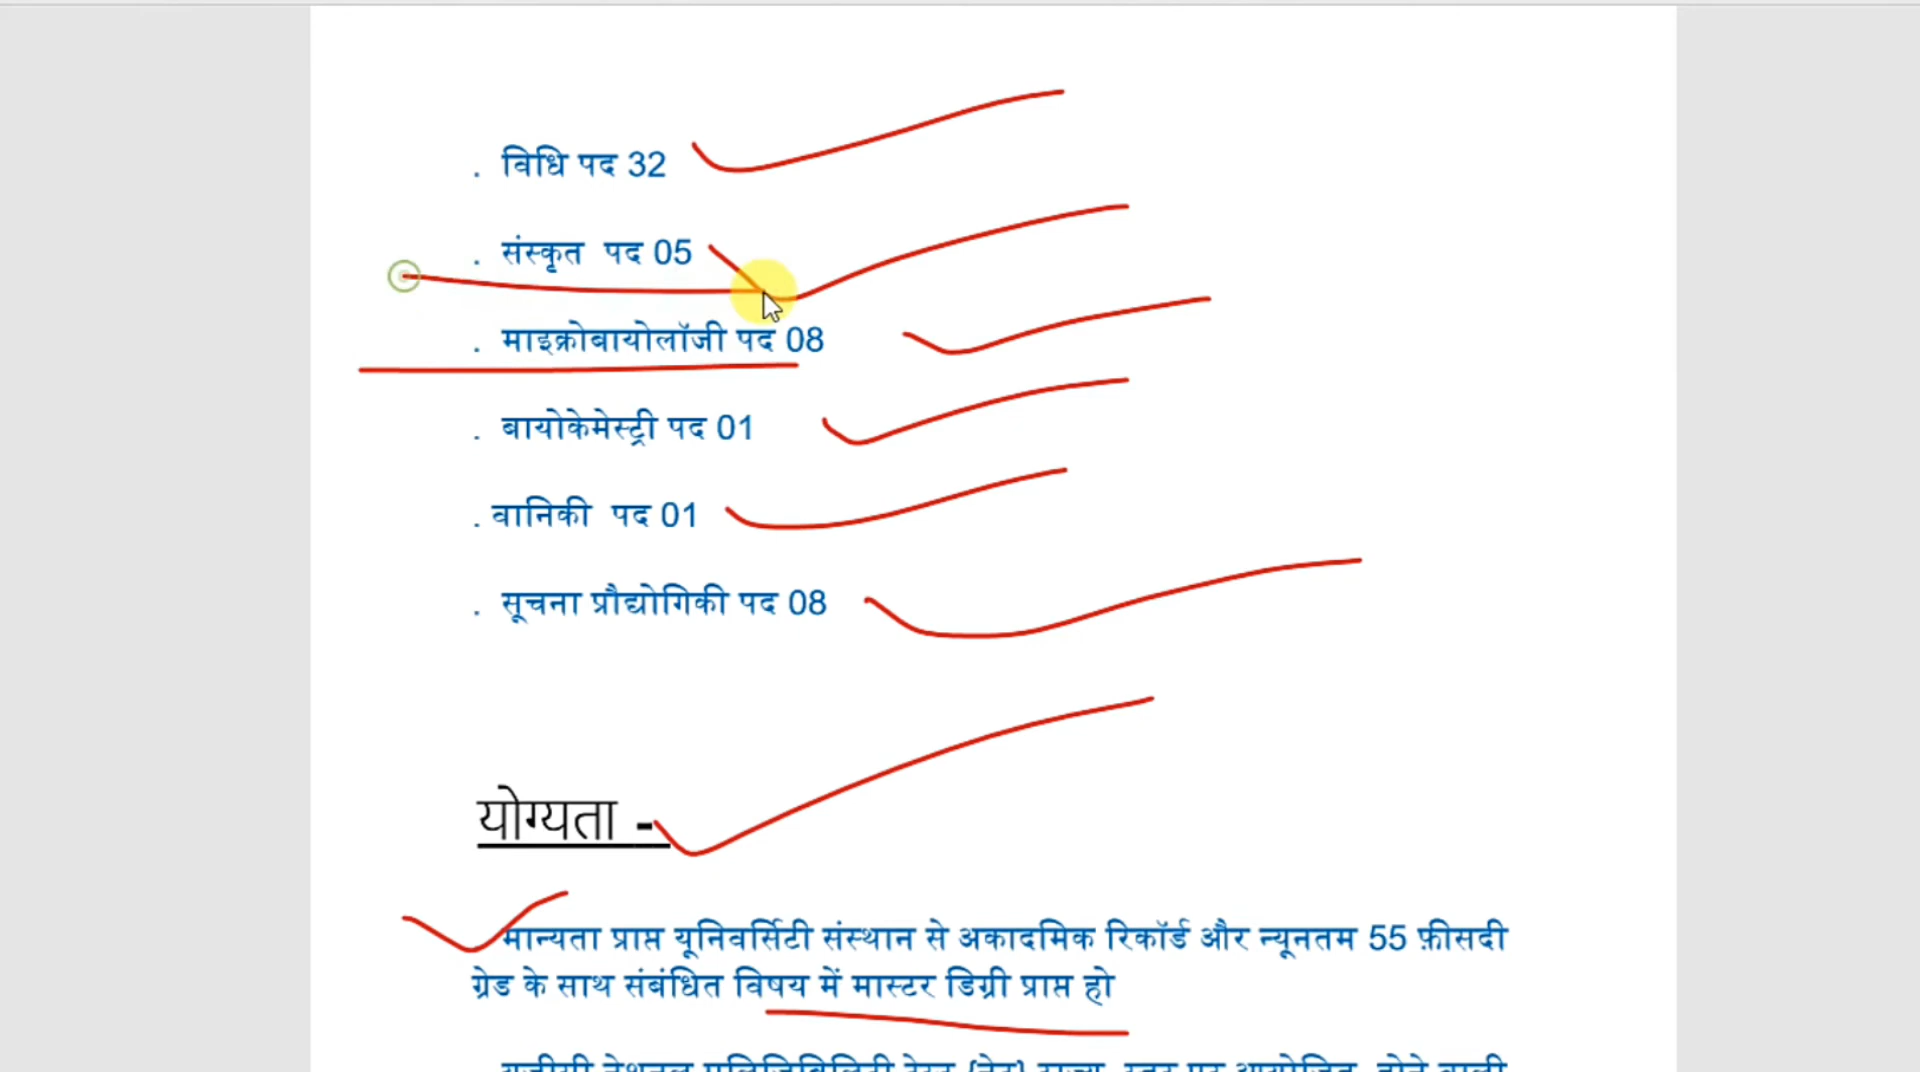 . विधि पद 32
. संस्कृत पद 05
. माइक्रोबायोलॉजी पद 08
. बायोकेमेस्ट्री पद 01
. वानिकी पद 01
. सूचना प्रौद्योगिकी पद 08
योग्यता -
मान्यता प्राप्त यूनिवर्सिटी संस्थान से अकादमिक रिकॉर्ड और न्यूनतम 55 फ़ीसदी
ग्रेड के साथ संबंधित विषय में मास्टर डिग्री प्राप्त हो